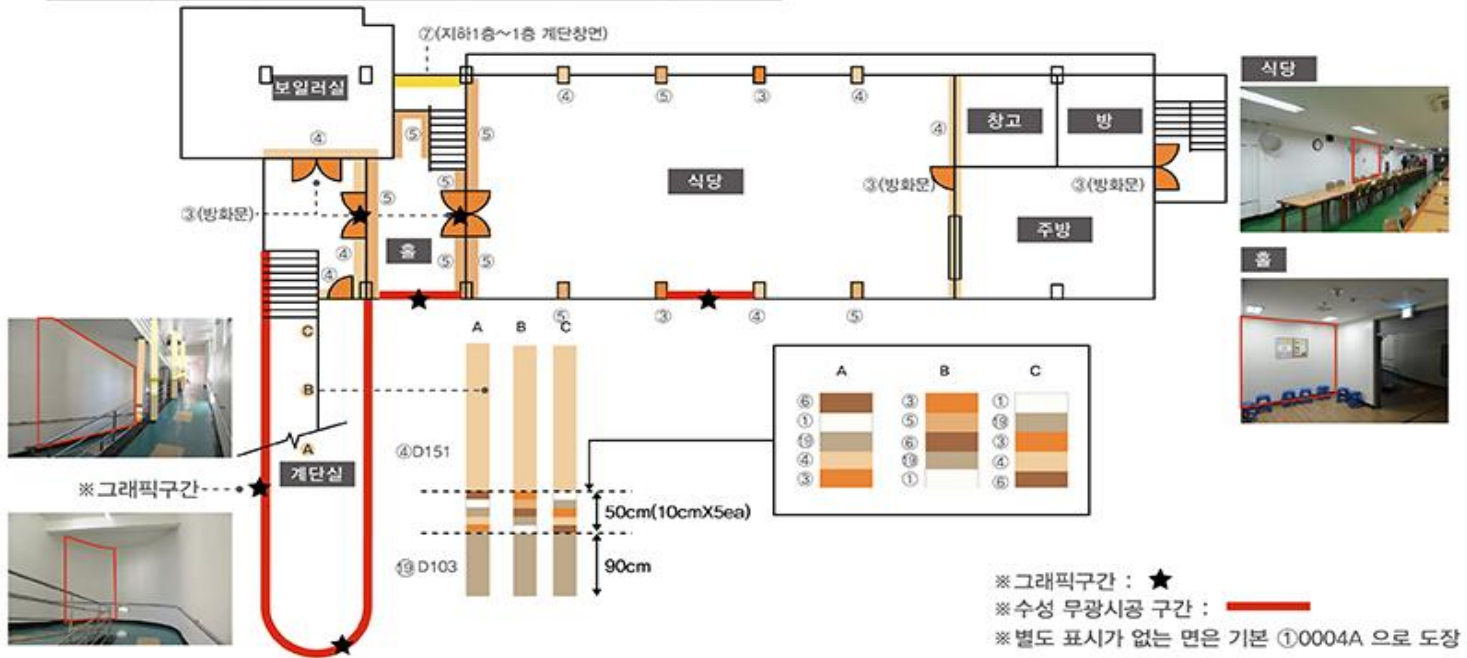 ⑦(지하1층~1층 계단창면)
식당
보일러실
④
⑤
③
④
창고
방
④
⑤
⑤
④
⑤
식당
③(방화문)
③(방화문)
③(방화문)
⑤
주방
홀
홀
④
⑤
⑤
④
⑤
③
④
⑤
A
B
C
C
B
A
A
B
C
⑥
①
⑲
④
③
③
⑤
⑥
⑲
①
①
⑲
③
④
⑥
④D151
계단실
※그래픽구간
50cm(10cmX5ea)
⑲D103
90cm
※그래픽구간 : ★
※수성 무광시공 구간 :
※별도 표시가 없는 면은 기본 ①0004A 으로 도장